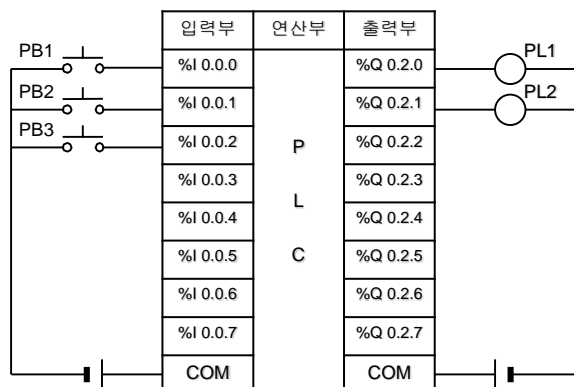 입력부 연산부 출력부
PB1 %I 0.0.0 %Q 0.2.0 PL1
PB2 %I 0.0.1 %Q 0.2.1 PL2
PB3 %I 0.0.2 P %Q 0.2.2
%I 0.0.3 %Q 0.2.3
%I 0.0.4 L %Q 0.2.4
%I 0.0.5 C %Q 0.2.5
%I 0.0.6 %Q 0.2.6
%I 0.0.7 %Q 0.2.7
COM COM